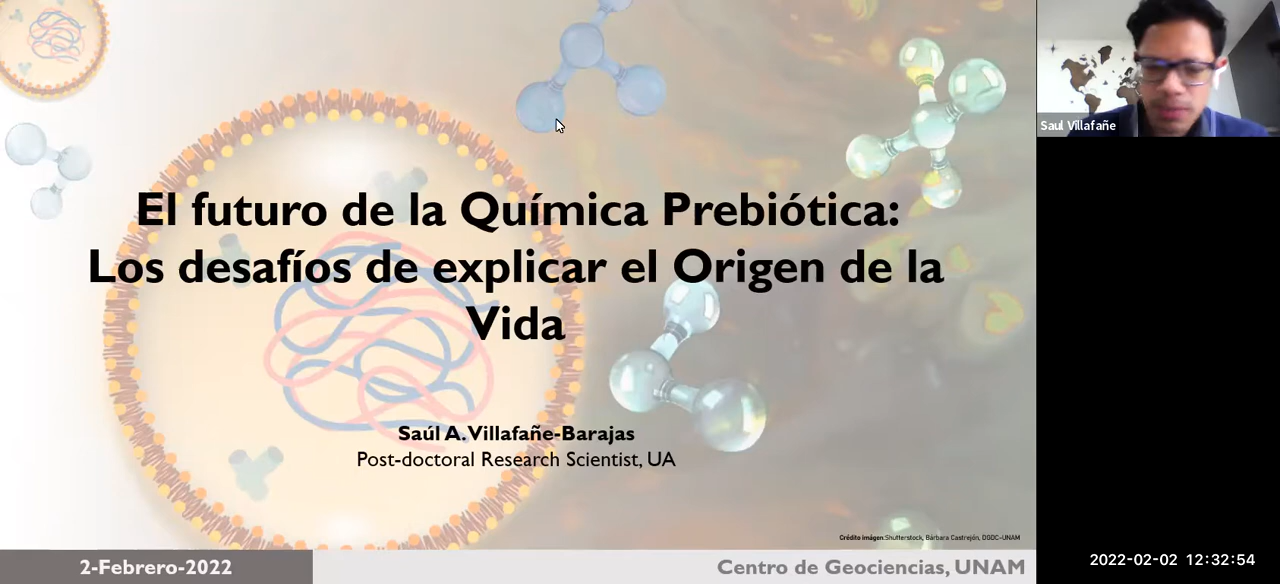 El futuro de la Química Prebiótica:
Los desafíos de explicar el Origen de la
Vida
Saúl A. Villafañe-Barajas
Post-doctoral Research Scientist, UA
Crédito imágen:Shutterstock, Bárbara Castrejón, DGDC-UNAM
2-Febrero-2022
Centro de Geociencias, UNAM
Saul Villafañe
2022-02-02 12:32:54